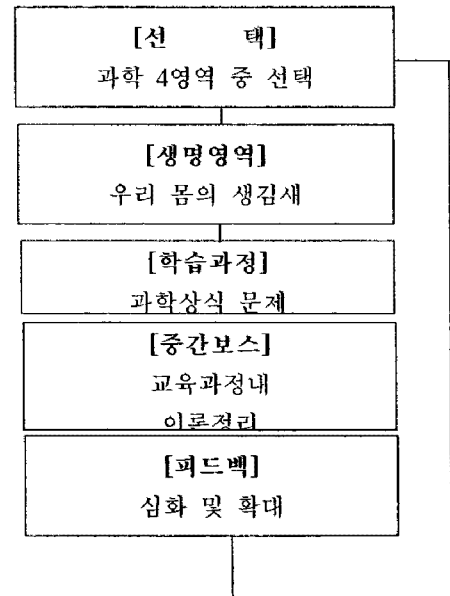 [선 택]
과학 4영역 중 선택
[생명영역]
우리 몸의 생김새
[학습과정]
과학상식 문제
[중간보스]
교육과정내
이론정리
[피드백]
심화 및 확대